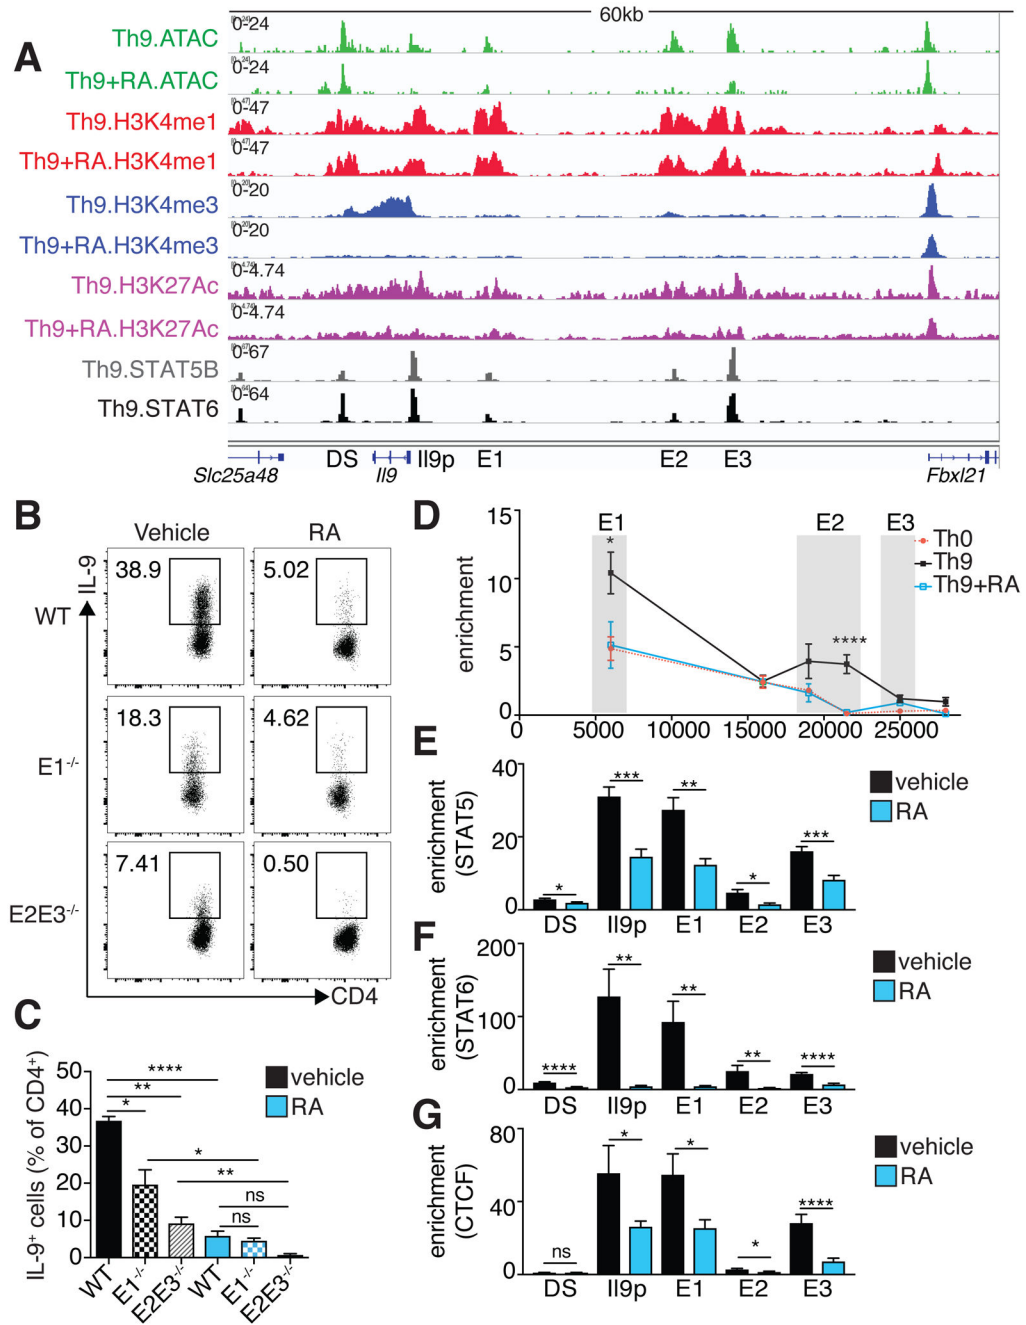 60kb
A
Th9.ATAC 0-24
Th9+RA.ATAC 0-24
Th9.H3K4me1 0-47
Th9+RA.H3K4me1 0-47
Th9.H3K4me3 0-20
Th9+RA.H3K4me3 0-20
Th9.H3K27Ac 0-4.74
Th9+RA.H3K27Ac 0-4.74
Th9.STAT5B 0-67
Th9.STAT6 0-64
DS Il9p E1 E2 E3
Slc25a48 Il9 Fbxl21
B
Vehicle RA
IL-9
WT 38.9 5.02
E1-/- 18.3 4.62
E2E3-/- 7.41 0.50
CD4
C
IL-9+ cells (% of CD4+)
50
40
30
20
10
0
****
**
*
*
**
ns
ns
vehicle
RA
WT E1-/- E2E3-/- WT E1-/- E2E3-/-
D
enrichment
15
10
5
0
E1 E2 E3
*
****
Th0
Th9
Th9+RA
0 5000 10000 15000 20000 25000
E
enrichment
(STAT5)
40
20
0
* *** ** * ***
vehicle
RA
DS Il9p E1 E2 E3
F
enrichment
(STAT6)
200
100
0
**** ** ** ** ****
vehicle
RA
DS Il9p E1 E2 E3
G
enrichment
(CTCF)
80
40
0
ns * * * ****
vehicle
RA
DS Il9p E1 E2 E3